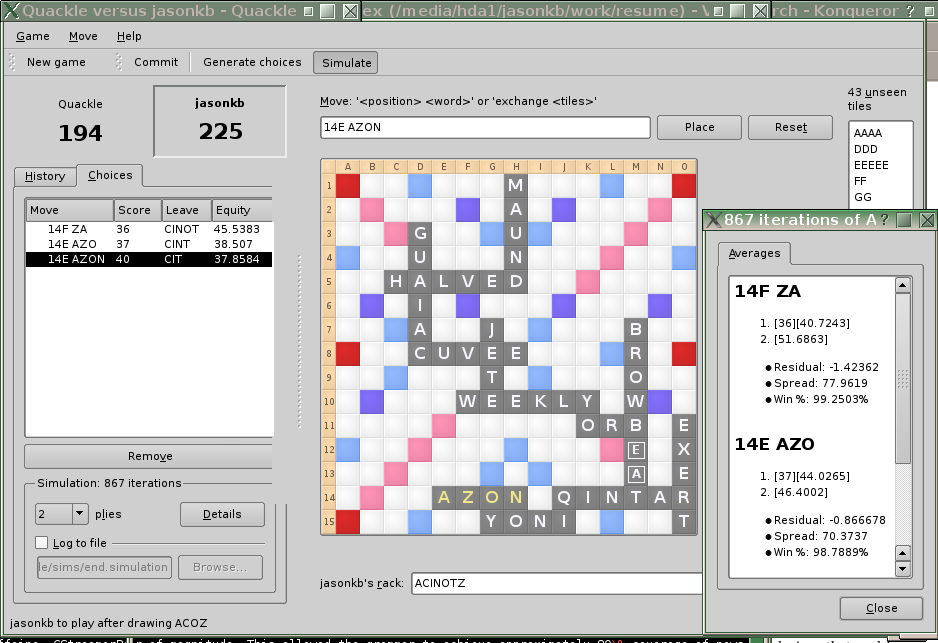 Quackle versus jasonkb - Quackle
ex (/media/hda1/jasonkb/work/resume) - V
rch - Konqueror ?
Game Move Help
New game Commit Generate choices Simulate
Quackle
194
jasonkb
225
History Choices
Move Score Leave Equity
14F ZA 36 CINOT 45.5383
14E AZO 37 CINT 38.507
14E AZON 40 CIT 37.8584
Remove
Simulation: 867 iterations
2 plies Details
Log to file
le/sims/end.simulation Browse...
jasonkb to play after drawing ACOZ
Move: '<position> <word>' or 'exchange <tiles>'
14E AZON Place Reset
A B C D E F G H I J K L M N O
1 M
2 A
3 G U
4 U N
5 H A L V E D
6 I
7 A J B
8 C U V E E R
9 T O
10 W E E K L Y W
11 O R B E
12 E X
13 A E
14 A Z O N Q I N T A R
15 Y O N I T
jasonkb's rack: ACINOTZ
43 unseen
tiles
AAAA
DDD
EEEEE
FF
GG
867 iterations of A ?
Averages
14F ZA
1. [36][40.7243]
2. [51.6863]
● Residual: -1.42362
● Spread: 77.9619
● Win %: 99.2503%
14E AZO
1. [37][44.0265]
2. [46.4002]
● Residual: -0.866678
● Spread: 70.3737
● Win %: 98.7889%
Close